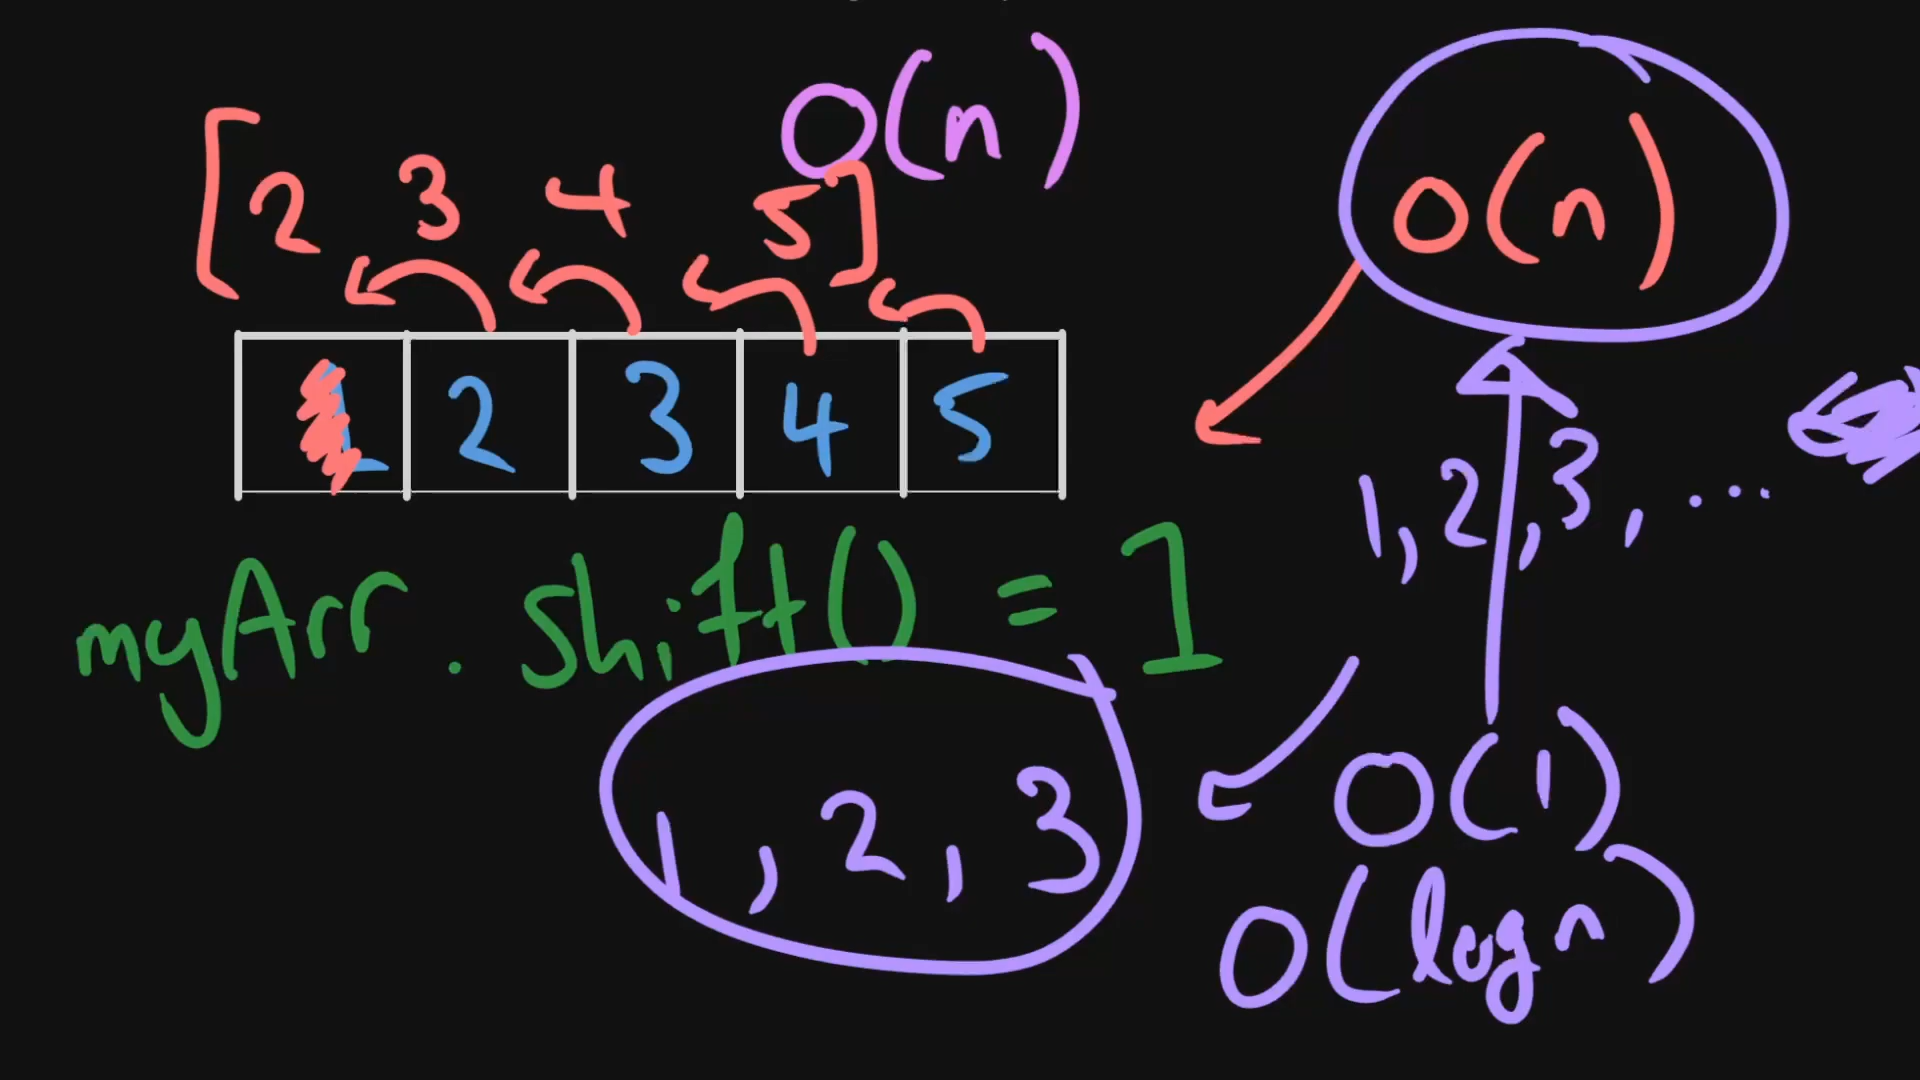 O(n)
[2 3 4 5]
O(n)
1 2 3 4 5
1, 2, 3, ...
myArr.shift() = 1
1, 2, 3
O(1)
O(log n)